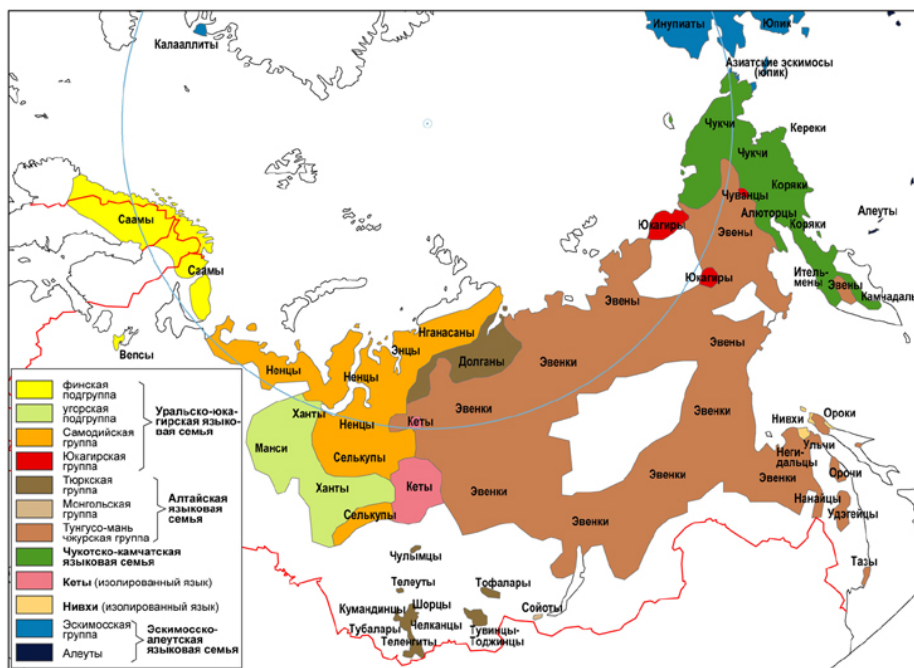 Инупиаты
Юпик
Калааллиты
Азиатские эскимосы
(юпик)
Чукчи
Кереки
Чукчи
Коряки
Чуванцы
Саамы
Юкагиры
Алюторцы
Алеуты
Коряки
Эвены
Саамы
Юкагиры
Ительмены
Эвены
Камчадалы
Эвены
Нганасаны
Энцы
Вепсы
Долганы
Эвены
Ненцы
Ненцы
Эвенки
Эвенки
Ханты
Кеты
Нивхи
Ороки
Ненцы
Ульчи
Манси
Селькупы
Негидальцы
Орочи
Кеты
Эвенки
Эвенки
Ханты
Нанайцы
Селькупы
Удэгейцы
Эвенки
Чулымцы
Тазы
Телеуты
Тофалары
Кумандинцы
Шорцы
Сойоты
Тубалары
Челканцы
Тувинцы-
Тоджинцы
Теленгиты
финская
подгруппа
угорская
подгруппа
Самодийская
группа
Юкагирская
группа
Уральско-юка-
гирская языко-
вая семья
Тюркская
группа
Монгольская
группа
Тунгусо-мань
чжурская группа
Алтайская
языковая
семья
Чукотско-камчатская
языковая семья
Кеты (изолированный язык)
Нивхи (изолированный язык)
Эскимосская
группа
Алеуты
Эскимосско-
алеутская
языковая семья